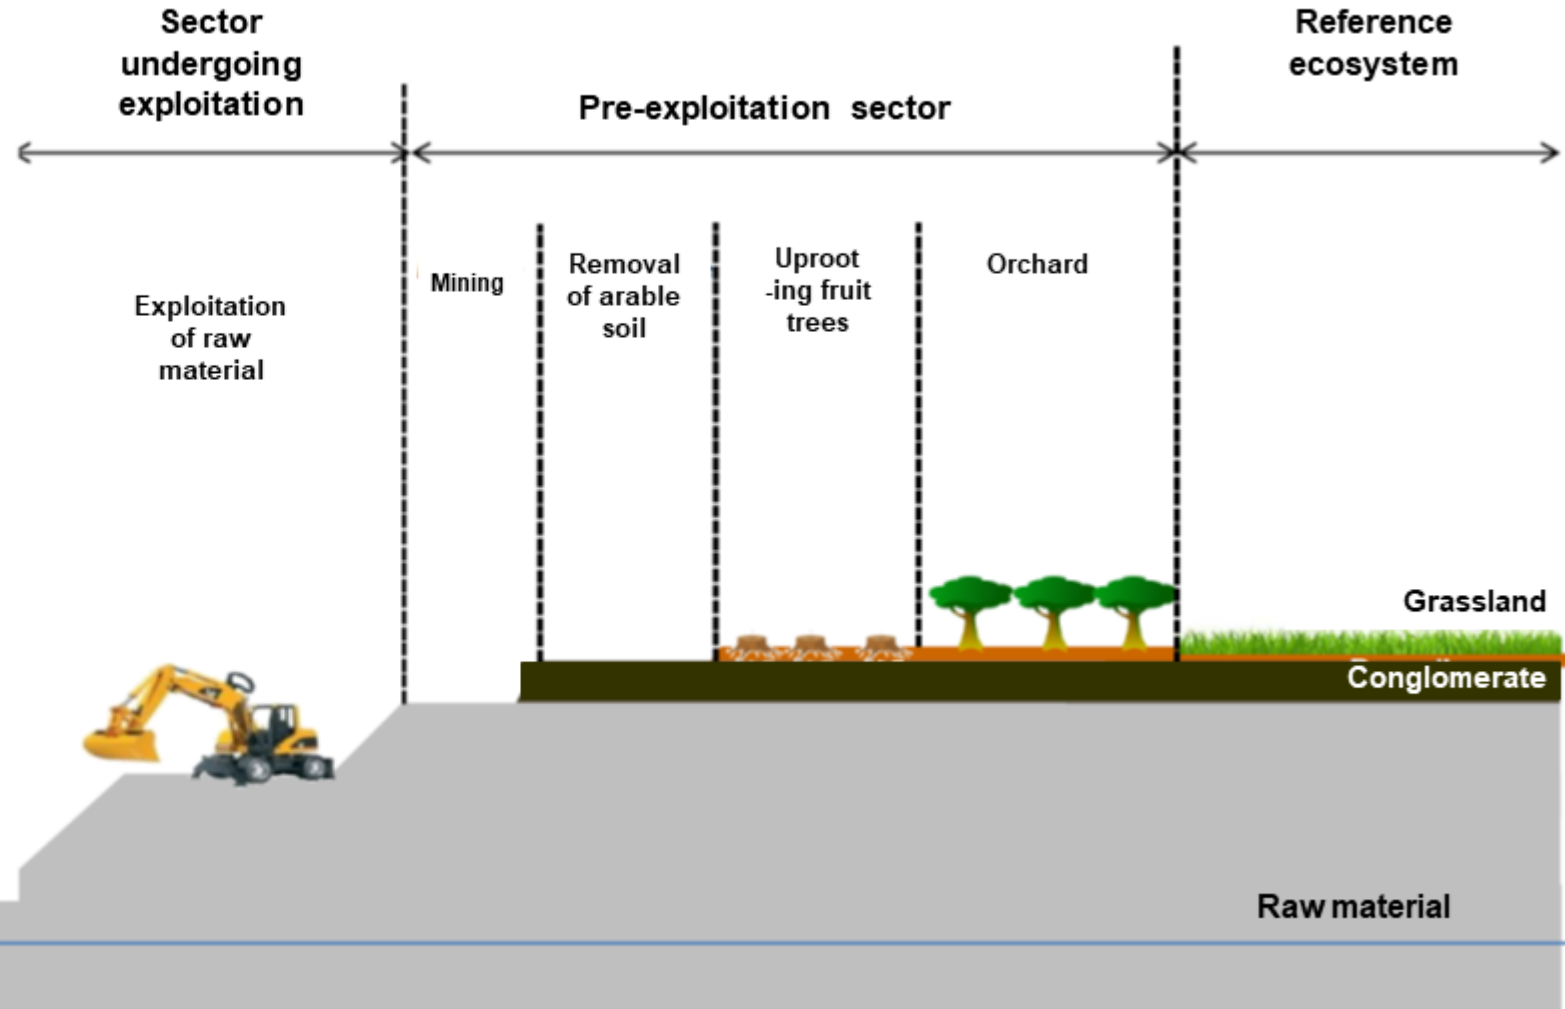 Sector
undergoing
exploitation
Pre-exploitation sector
Reference
ecosystem
Exploitation
of raw
material
Mining
Removal
of arable
soil
Uproot
-ing fruit
trees
Orchard
Grassland
Conglomerate
Raw material